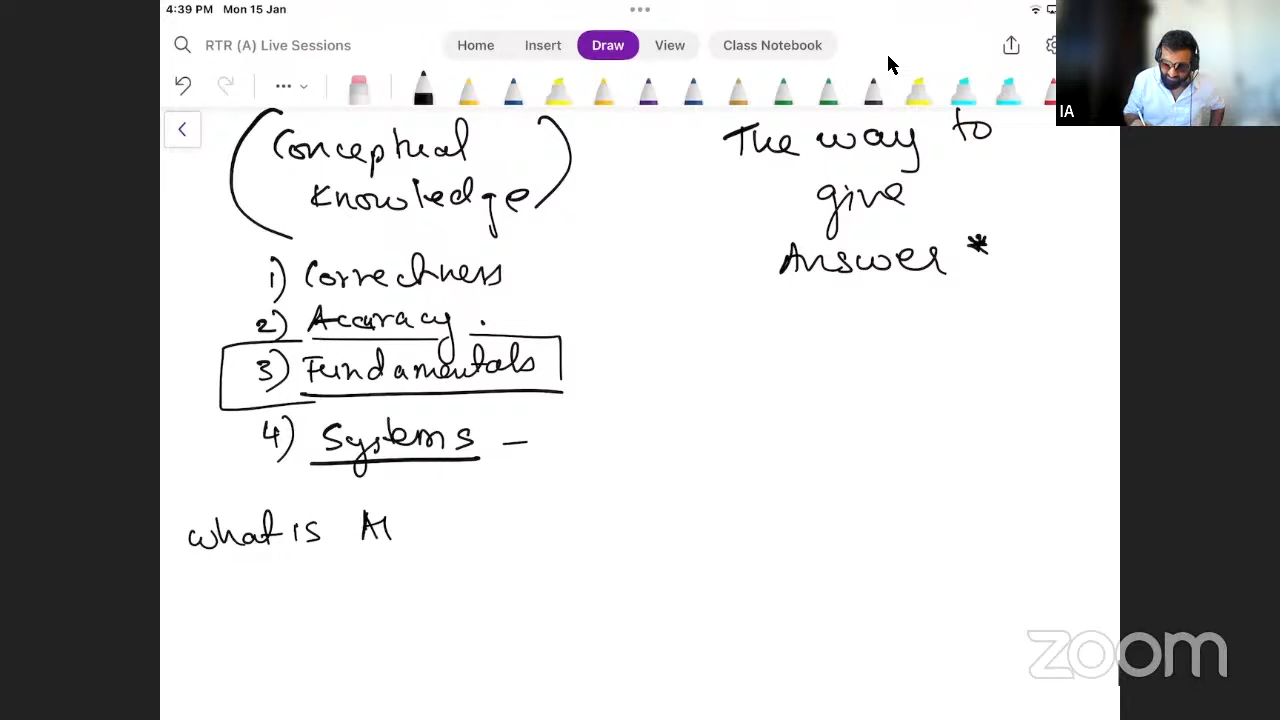 4:39 PM Mon 15 Jan
RTR (A) Live Sessions
Home Insert Draw View Class Notebook
IA
(Conceptual
Knowledge)
1) Correctness
2) Accuracy.
3) Fundamentals
4) Systems -
what is
The way to
give
Answer *
zoom